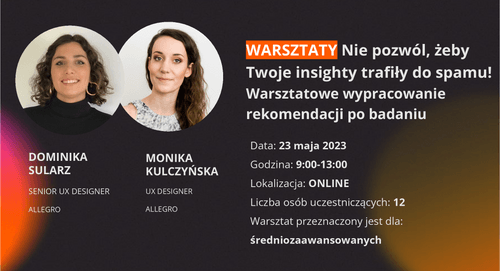 WARSZTATY Nie pozwól, żeby
Twoje insighty trafiły do spamu!
Warsztatowe wypracowanie
rekomendacji po badaniu
Data: 23 maja 2023
Godzina: 9:00-13:00
Lokalizacja: ONLINE
Liczba osób uczestniczących: 12
Warsztat przeznaczony jest dla:
średniozaawansowanych
DOMINIKA
SULARZ
SENIOR UX DESIGNER
ALLEGRO
MONIKA
KULCZYŃSKA
UX DESIGNER
ALLEGRO